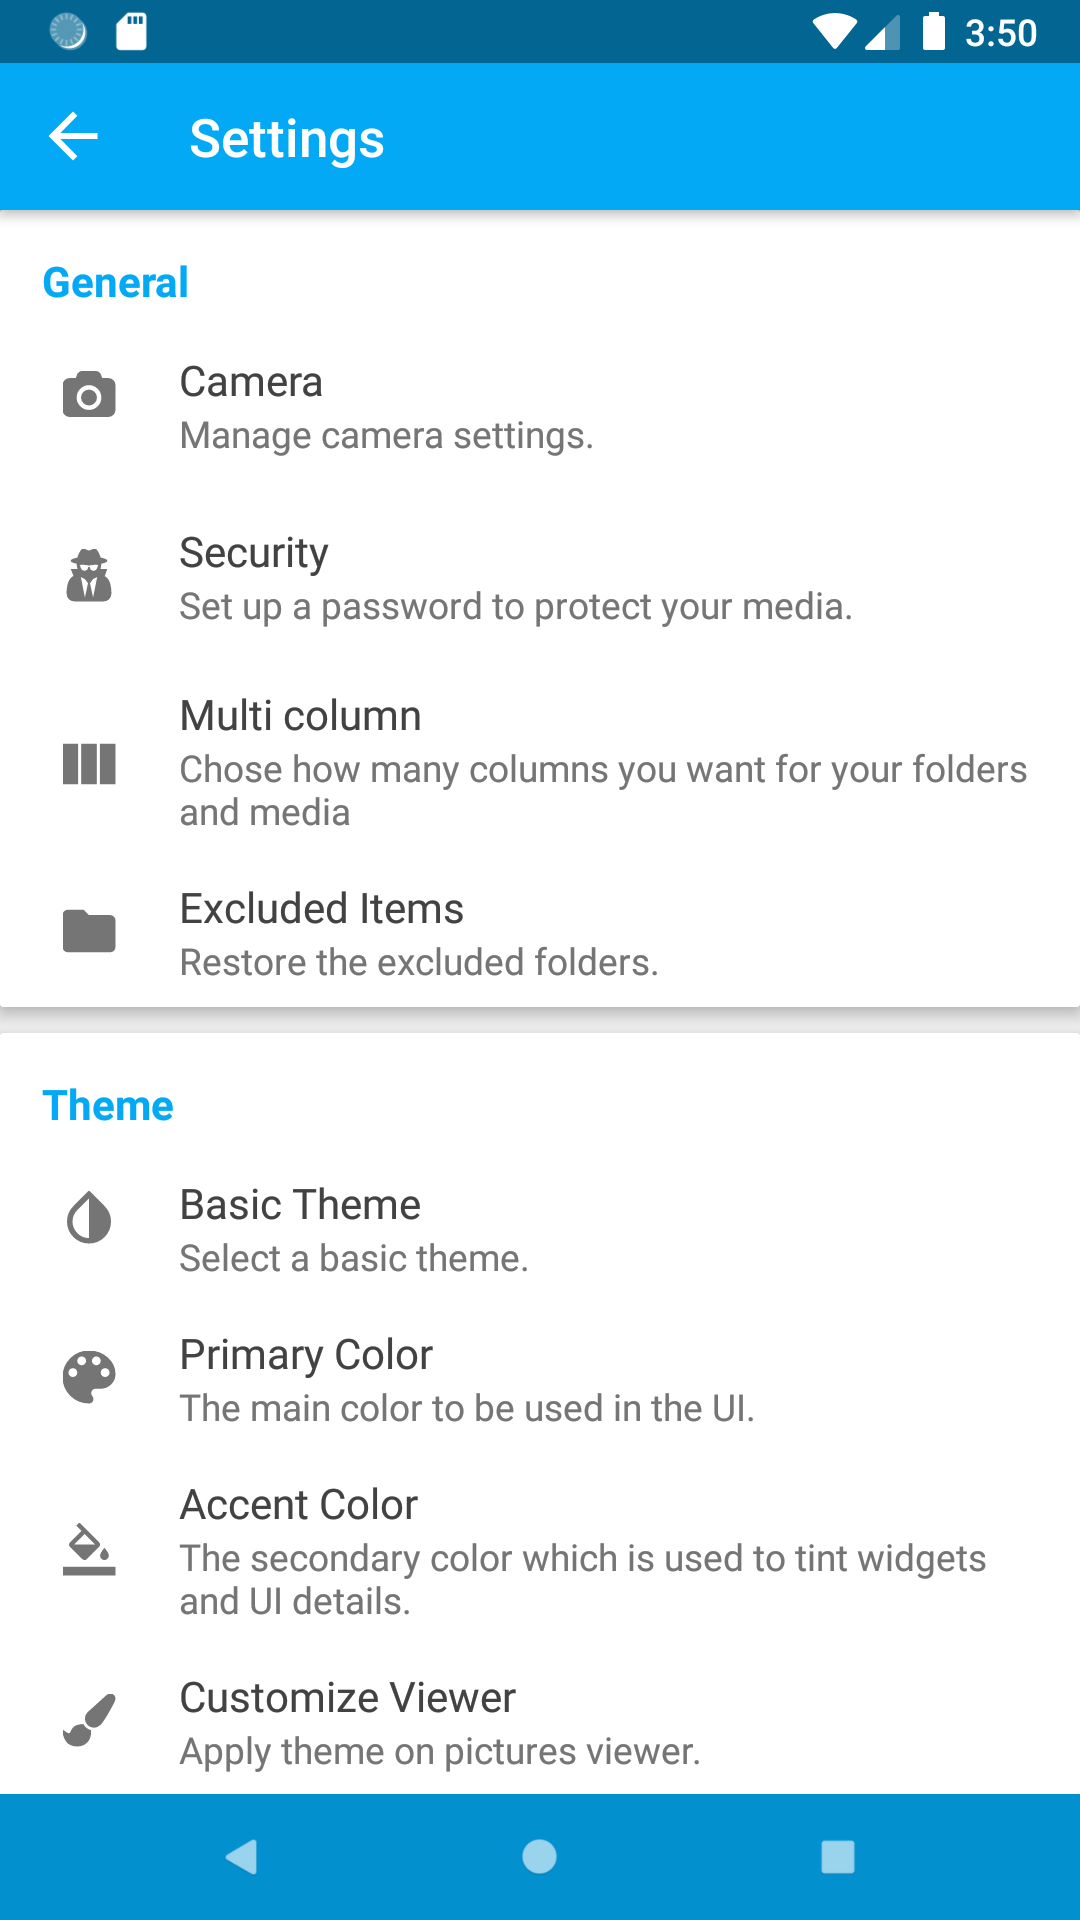 3:50
Settings
General
Camera
Manage camera settings.
Security
Set up a password to protect your media.
Multi column
Chose how many columns you want for your folders
and media
Excluded Items
Restore the excluded folders.
Theme
Basic Theme
Select a basic theme.
Primary Color
The main color to be used in the UI.
Accent Color
The secondary color which is used to tint widgets
and UI details.
Customize Viewer
Apply theme on pictures viewer.